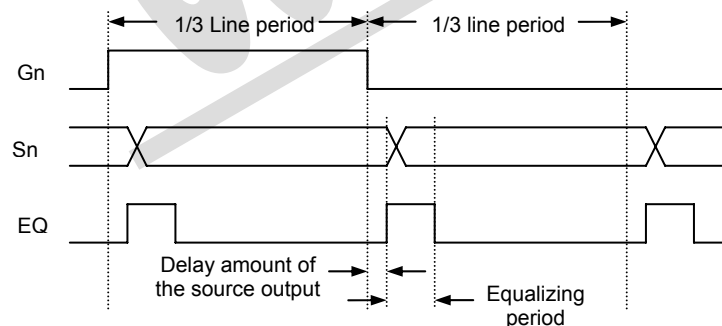 1/3 Line period
1/3 line period
Gn
Sn
EQ
Delay amount of
the source output
Equalizing
period